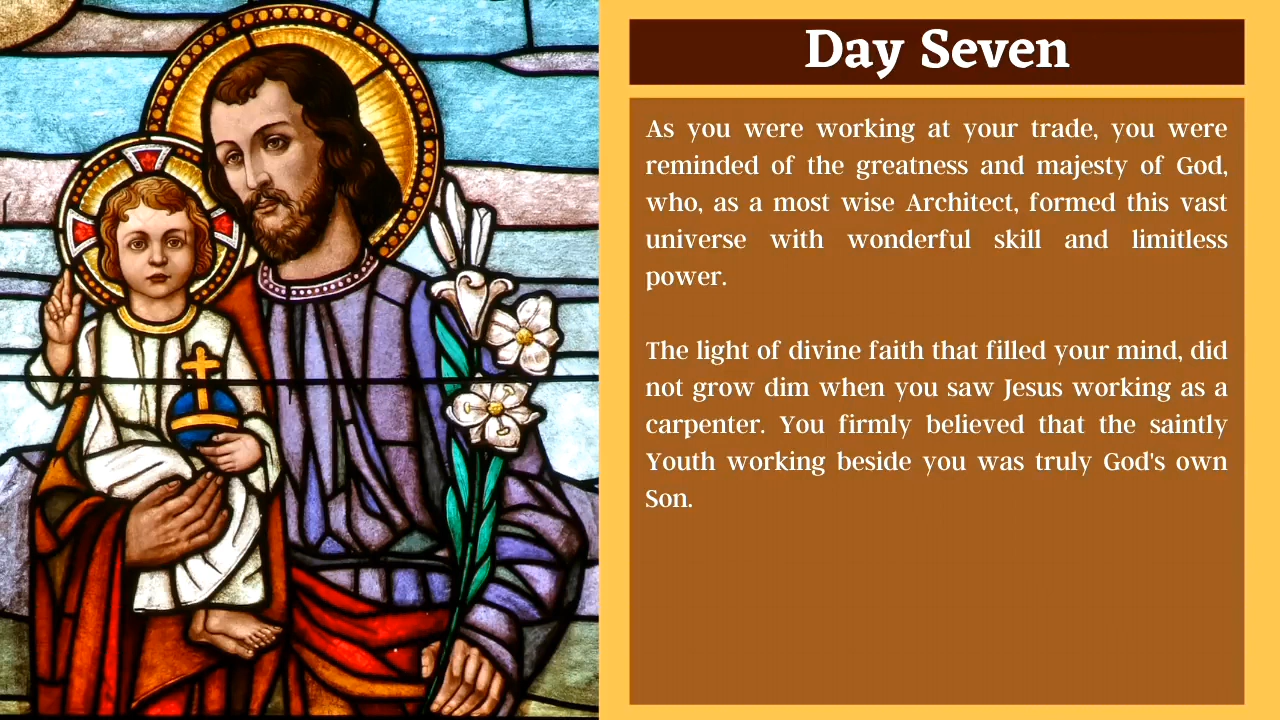 Day Seven
As you were working at your trade, you were
reminded of the greatness and majesty of God,
who, as a most wise Architect, formed this vast
universe with wonderful skill and limitless
power.
The light of divine faith that filled your mind, did
not grow dim when you saw Jesus working as a
carpenter. You firmly believed that the saintly
Youth working beside you was truly God's own
Son.